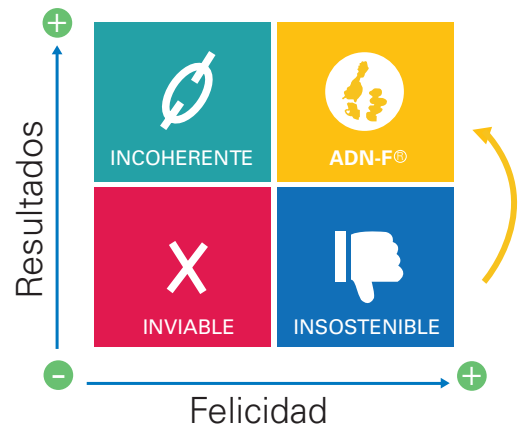 +
Resultados
INCOHERENTE
ADN-F®
X
INVIABLE
INSOSTENIBLE
-
+
Felicidad